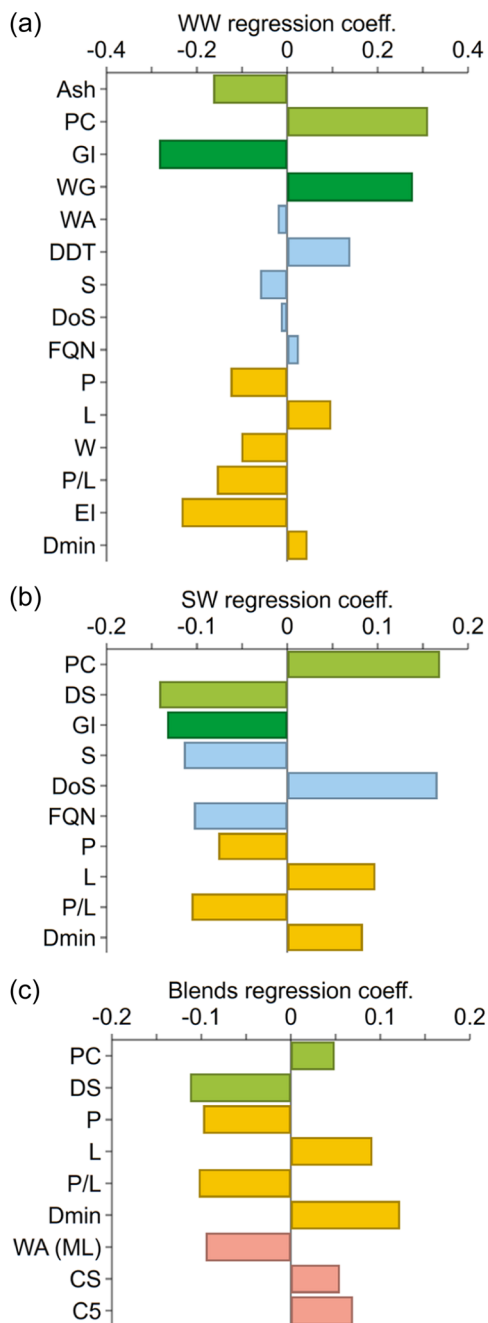 (a)
WW regression coeff.
-0.4 -0.2 0 0.2 0.4
Ash
PC
GI
WG
WA
DDT
S
DoS
FQN
P
L
W
P/L
EI
Dmin
(b)
SW regression coeff.
-0.2 -0.1 0 0.1 0.2
PC
DS
GI
S
DoS
FQN
P
L
P/L
Dmin
(c)
Blends regression coeff.
-0.2 -0.1 0 0.1 0.2
PC
DS
P
L
P/L
Dmin
WA (ML)
CS
C5